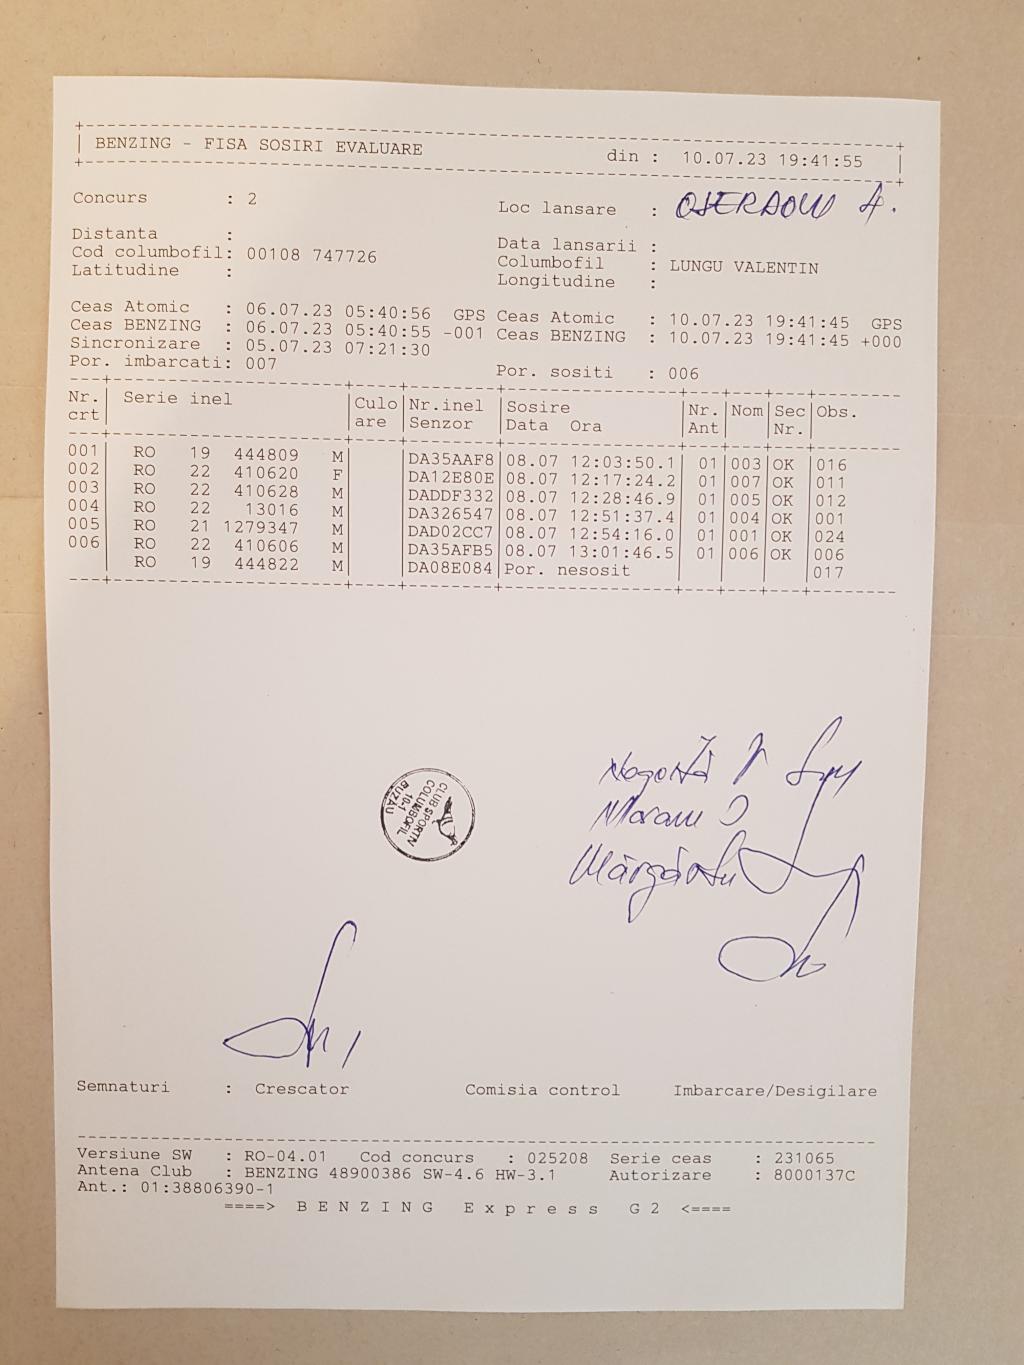 BENZING - FISA SOSIRI EVALUARE din : 10.07.23 19:41:55
Concurs : 2 Loc lansare :
Distanta : Data lansarii :
Cod columbofil: 00108 747726 Columbofil : LUNGU VALENTIN
Latitudine : Longitudine :
Ceas Atomic : 06.07.23 05:40:56 GPS Ceas Atomic : 10.07.23 19:41:45 GPS
Ceas BENZING : 06.07.23 05:40:55 -001 Ceas BENZING : 10.07.23 19:41:45 +000
Sincronizare : 05.07.23 07:21:30
Por. imbarcati: 007 Por. sositi : 006
Nr. Serie inel Culo Nr.inel Sosire Nr. Nom Sec Obs.
crt are Senzor Data Ora Ant Nr.
001 RO 19 444809 M DA35AAF8 08.07 12:03:50.1 01 003 OK 016
002 RO 22 410620 F DA12E80E 08.07 12:17:24.2 01 007 OK 011
003 RO 22 410628 M DADDF332 08.07 12:28:46.9 01 005 OK 012
004 RO 22 13016 M DA326547 08.07 12:51:37.4 01 004 OK 001
005 RO 21 1279347 M DAD02CC7 08.07 12:54:16.0 01 001 OK 024
006 RO 22 410606 M DA35AFB5 08.07 13:01:46.5 01 006 OK 006
RO 19 444822 M DA08E084 Por. nesosit 017
CLUB SPORTIV
COLUMBOFIL
10-1
BUZAU
Semnaturi : Crescator Comisia control Imbarcare/Desigilare
Versiune SW : RO-04.01 Cod concurs : 025208 Serie ceas : 231065
Antena Club : BENZING 48900386 SW-4.6 HW-3.1 Autorizare : 8000137C
Ant.: 01:38806390-1
====> BENZING Express G2 <====